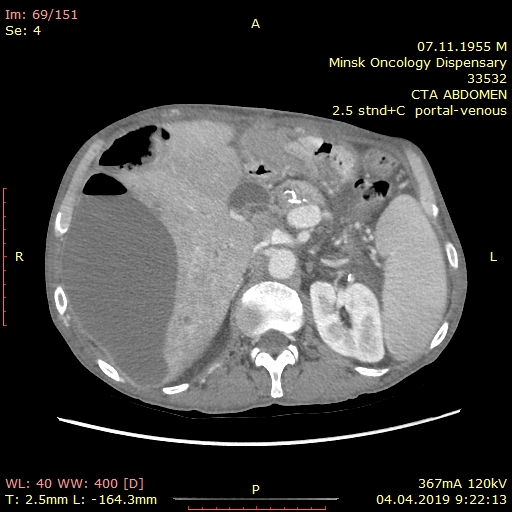 Im: 69/151
Se: 4
A
07.11.1955 M
Minsk Oncology Dispensary
33532
CTA ABDOMEN
2.5 stnd+C portal-venous
R
L
WL: 40 WW: 400 [D]
T: 2.5mm L: -164.3mm
P
367mA 120kV
04.04.2019 9:22:13